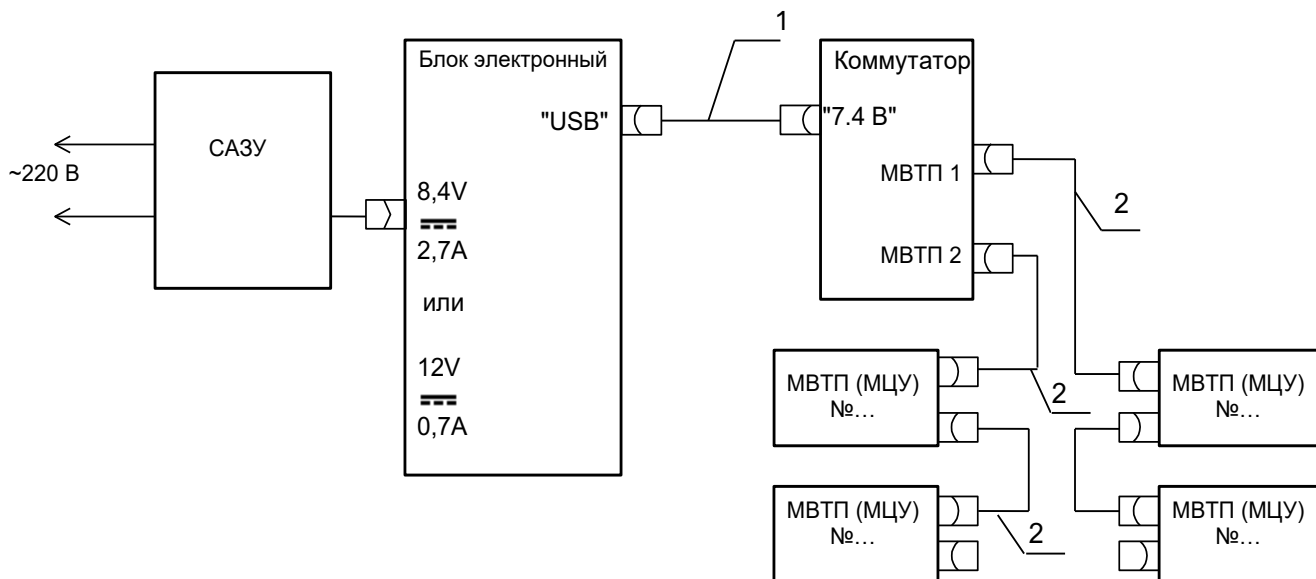 ~220 В
САЗУ
Блок электронный
"USB"
8,4V
2,7A
или
12V
0,7A
1
Коммутатор
"7.4 В"
МВТП 1
МВТП 2
2
МВТП (МЦУ)
№…
2
МВТП (МЦУ)
№…
МВТП (МЦУ)
№…
2
МВТП (МЦУ)
№…